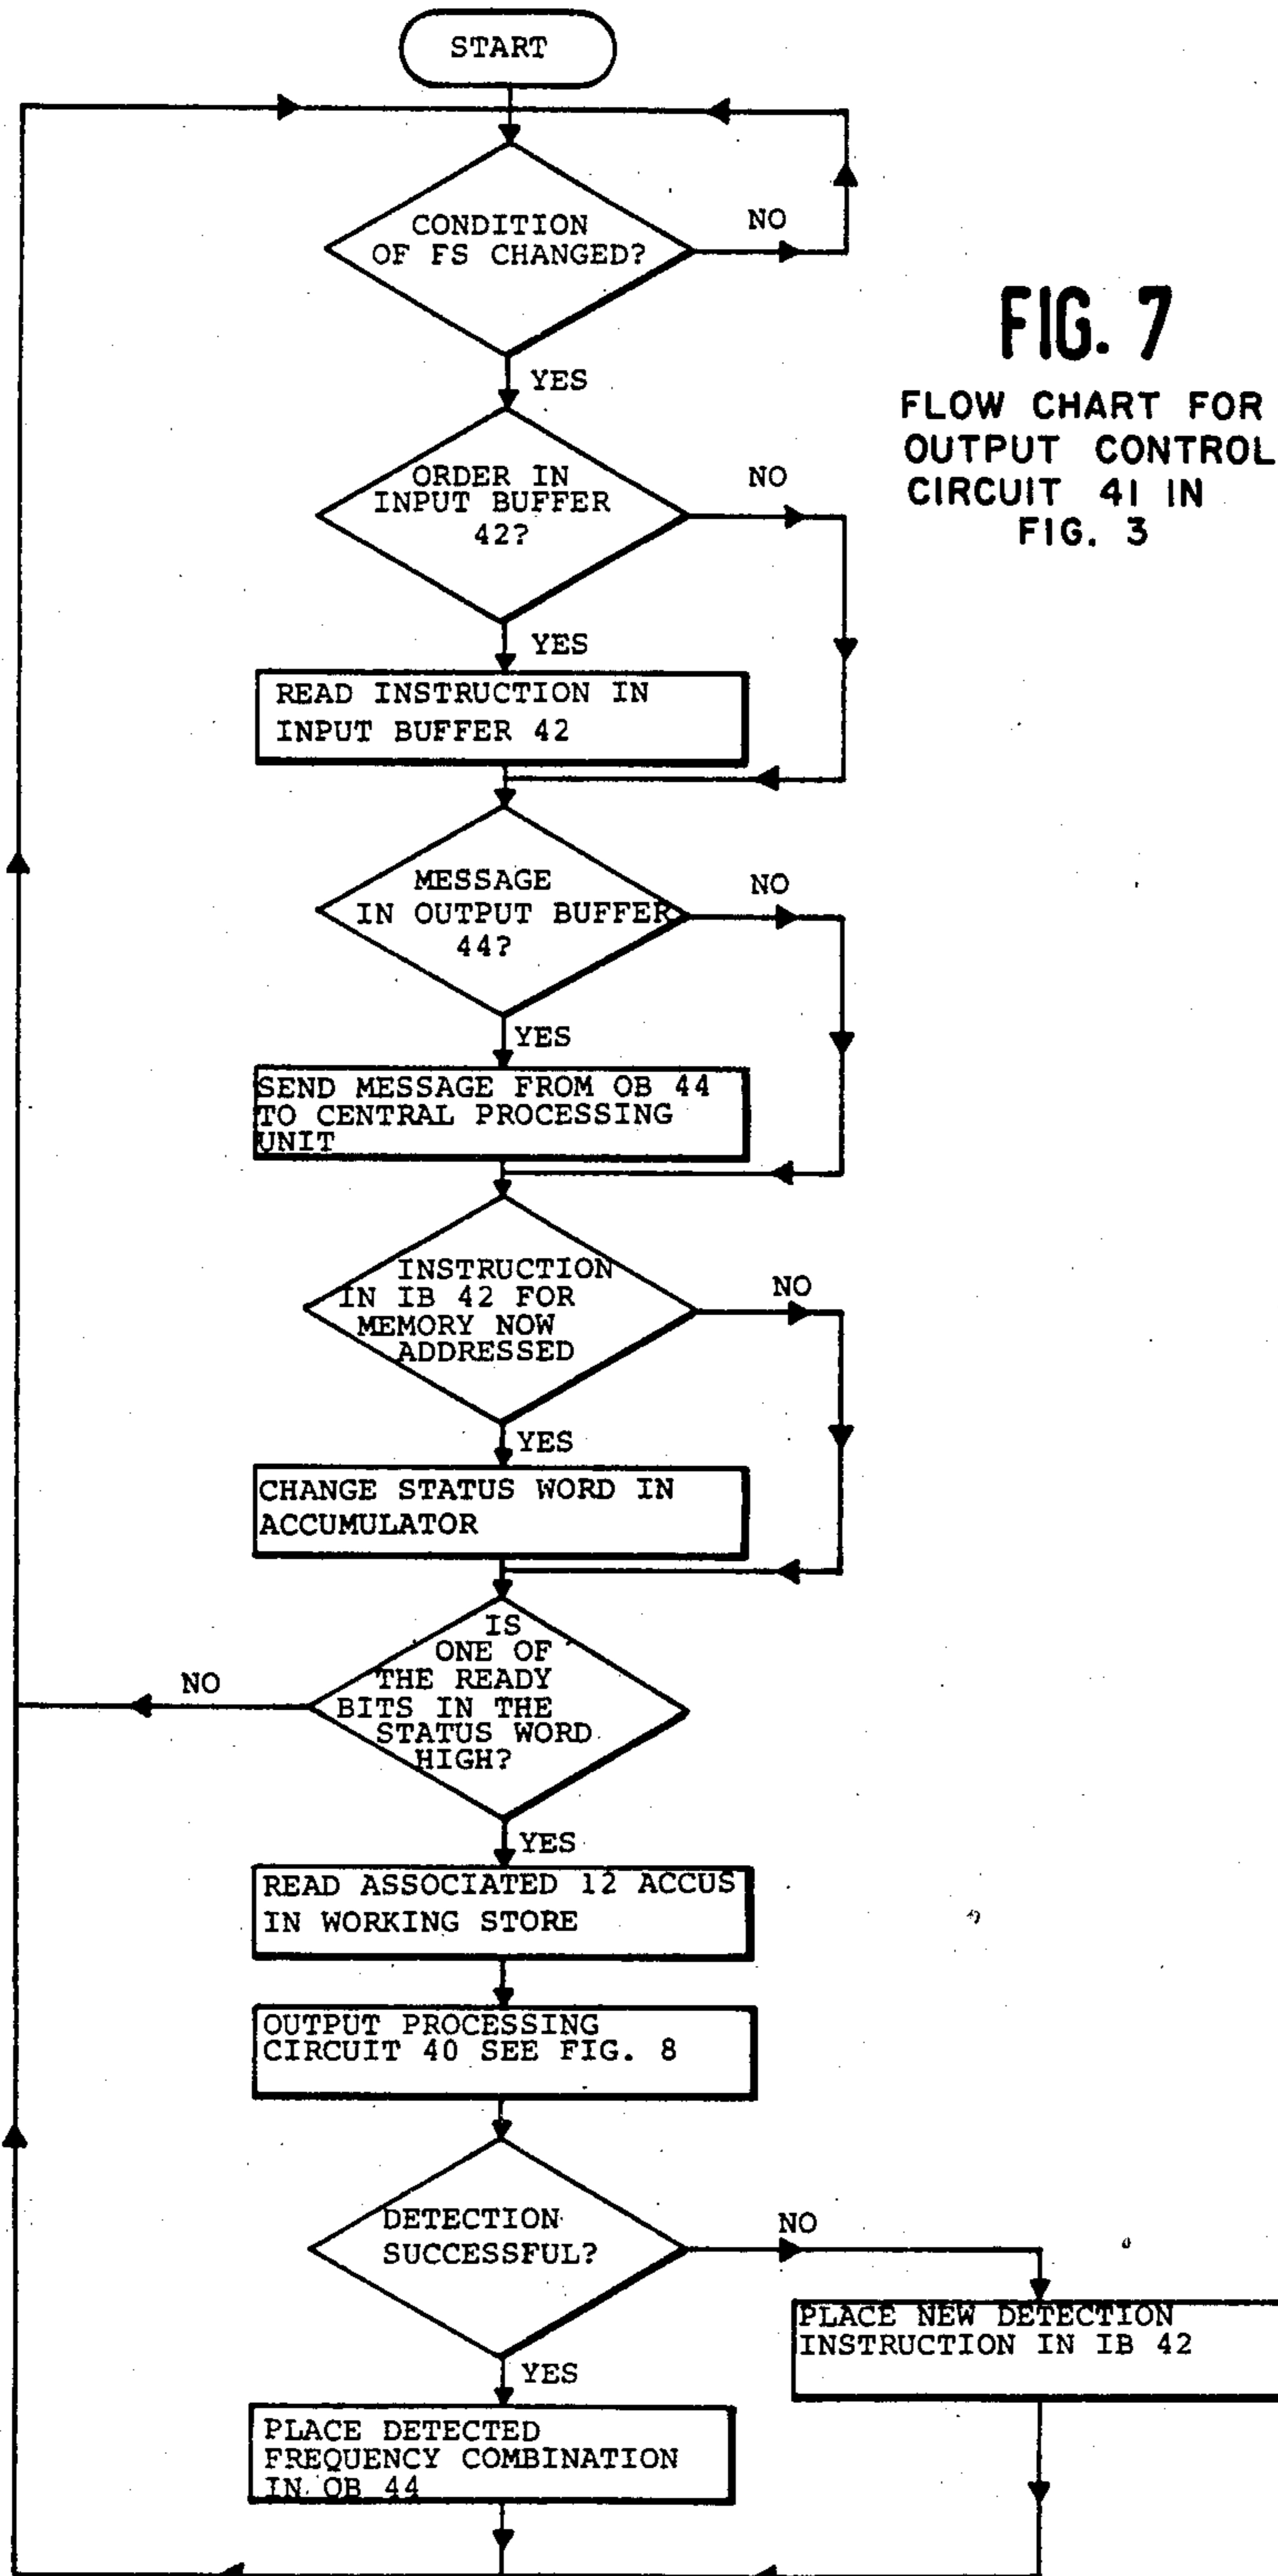 START
CONDITION
OF FS CHANGED?
NO
YES
FIG. 7
FLOW CHART FOR
OUTPUT CONTROL
CIRCUIT 41 IN
FIG. 3
ORDER IN
INPUT BUFFER
42?
NO
YES
READ INSTRUCTION IN
INPUT BUFFER 42
MESSAGE
IN OUTPUT BUFFER
44?
NO
YES
SEND MESSAGE FROM OB 44
TO CENTRAL PROCESSING
UNIT
INSTRUCTION
IN IB 42 FOR
MEMORY NOW
ADDRESSED
NO
YES
CHANGE STATUS WORD IN
ACCUMULATOR
IS
ONE OF
THE READY
BITS IN THE
STATUS WORD
HIGH?
NO
YES
READ ASSOCIATED 12 ACCUS
IN WORKING STORE
OUTPUT PROCESSING
CIRCUIT 40 SEE FIG. 8
DETECTION
SUCCESSFUL?
NO
YES
PLACE NEW DETECTION
INSTRUCTION IN IB 42
PLACE DETECTED
FREQUENCY COMBINATION
IN OB 44